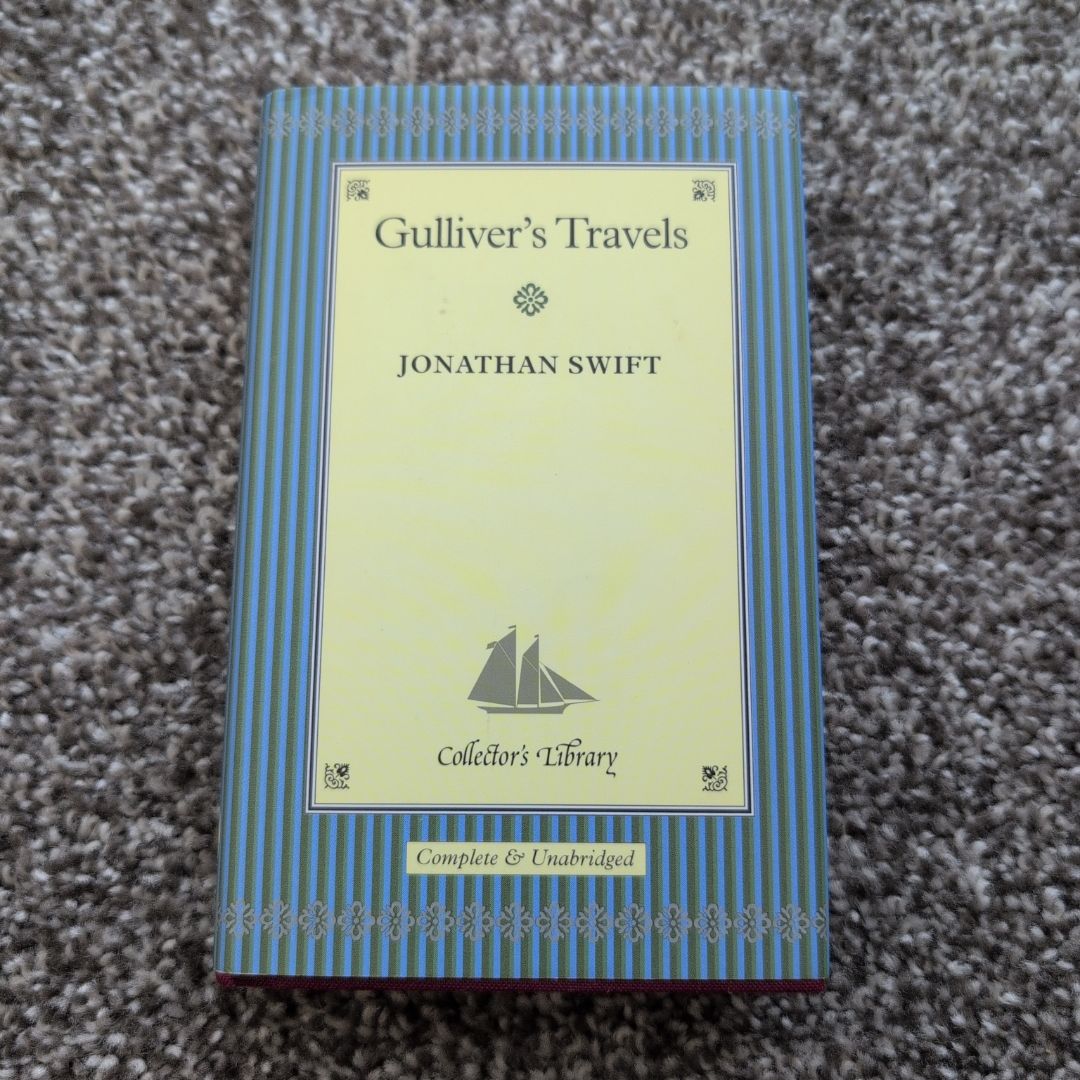 Gulliver's Travels
JONATHAN SWIFT
Collector's Library
Complete & Unabridged